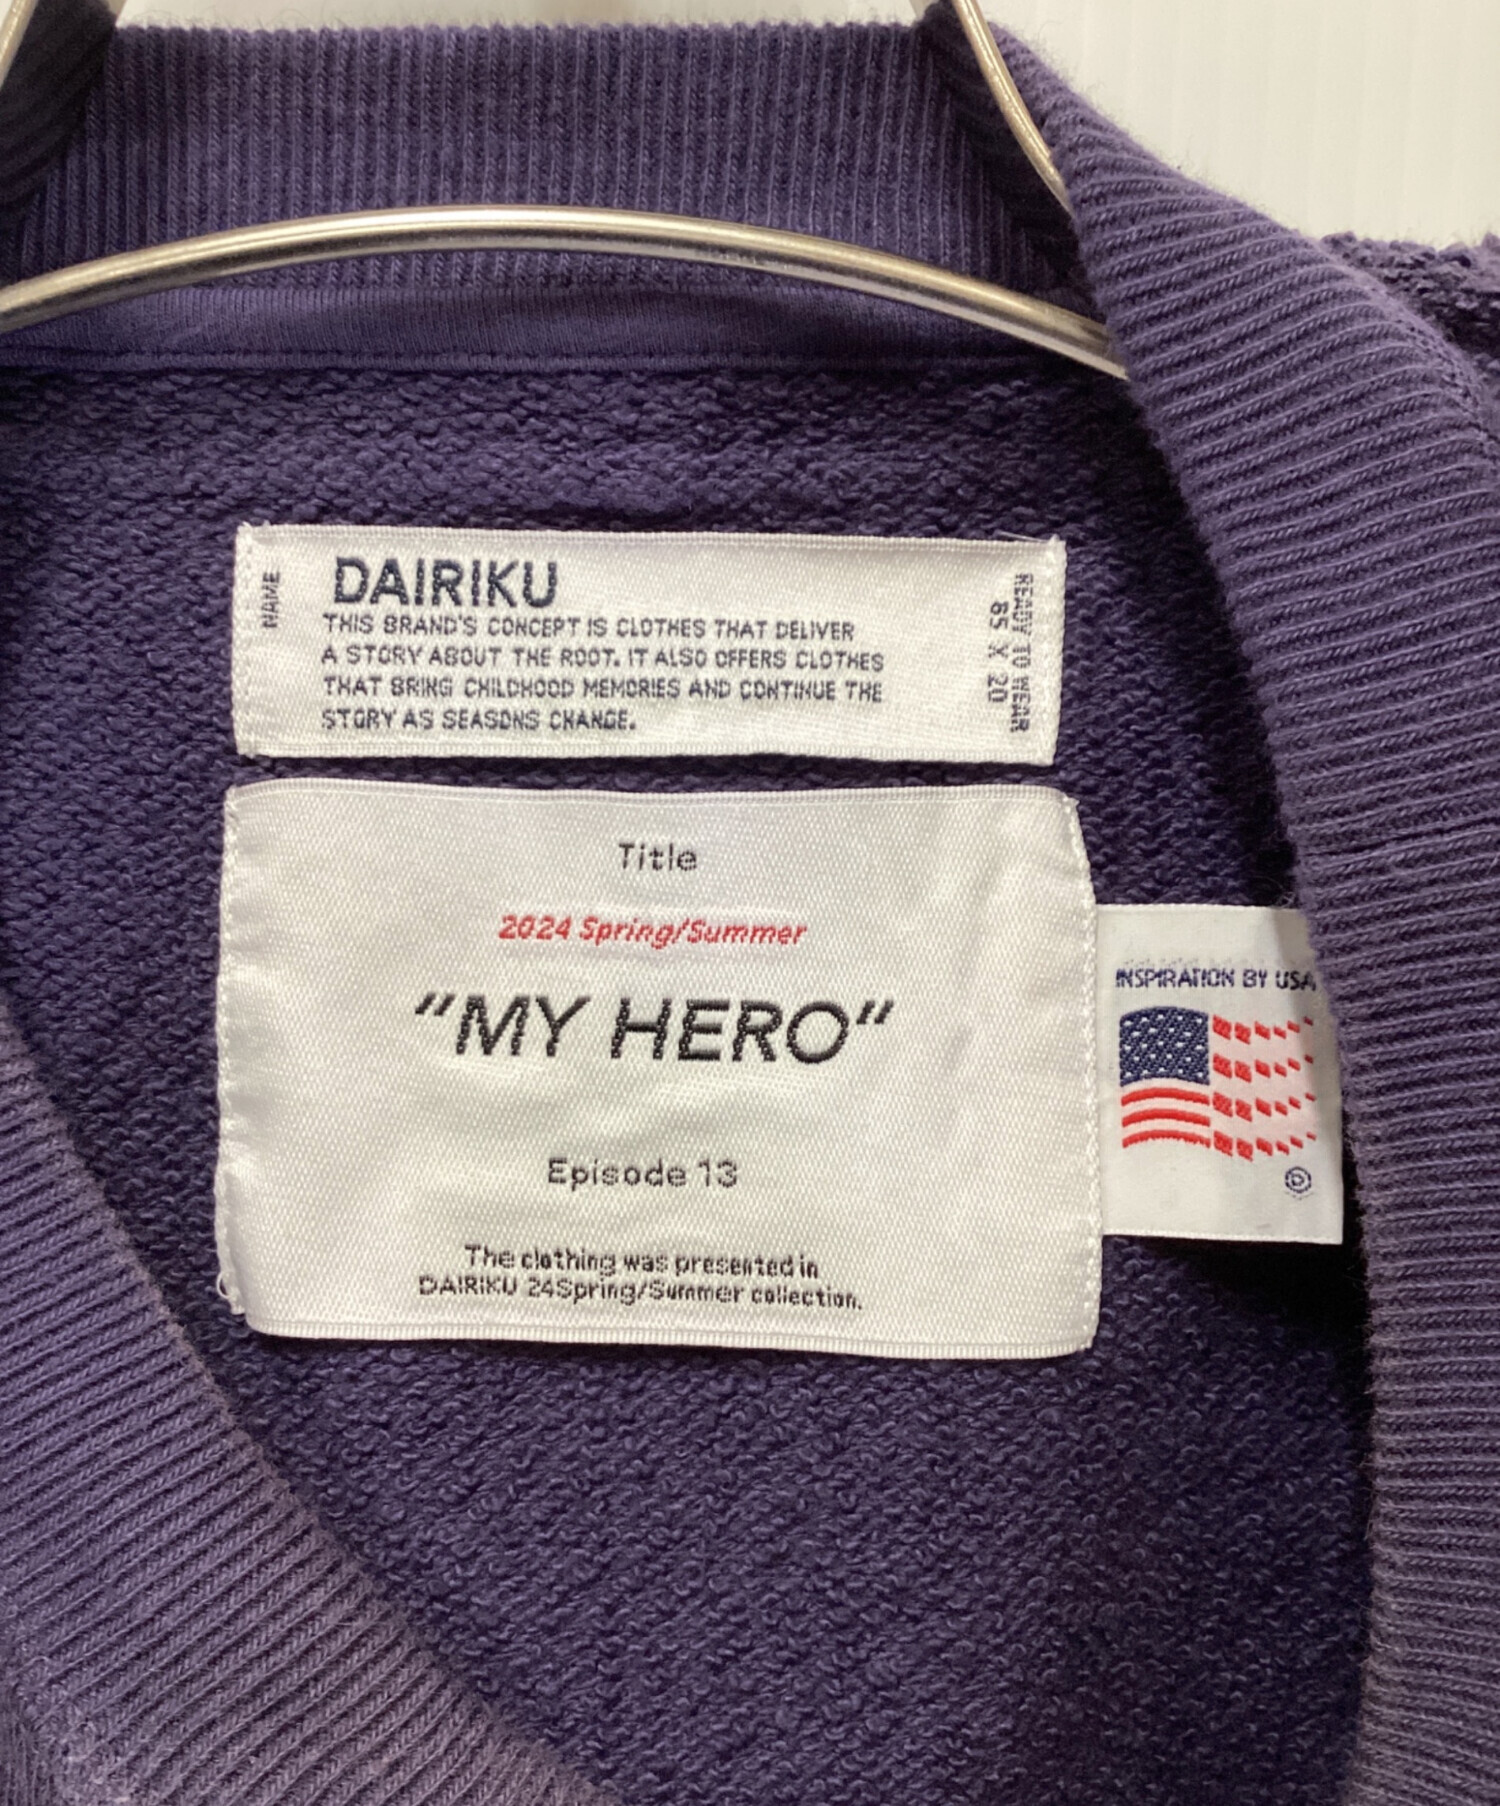 NAME
DAIRIKU
THIS BRAND'S CONCEPT IS CLOTHES THAT DELIVER
A STORY ABOUT THE ROOT. IT ALSO OFFERS CLOTHES
THAT BRING CHILDHOOD MEMORIES AND CONTINUE THE
STORY AS SEASONS CHANGE.
READY TO WEAR
85 X 20
Title
2024 Spring/Summer
“MY HERO”
Episode 13
The clothing was presented in
DAIRIKU 24Spring/Summer collection.
INSPIRATION BY USA